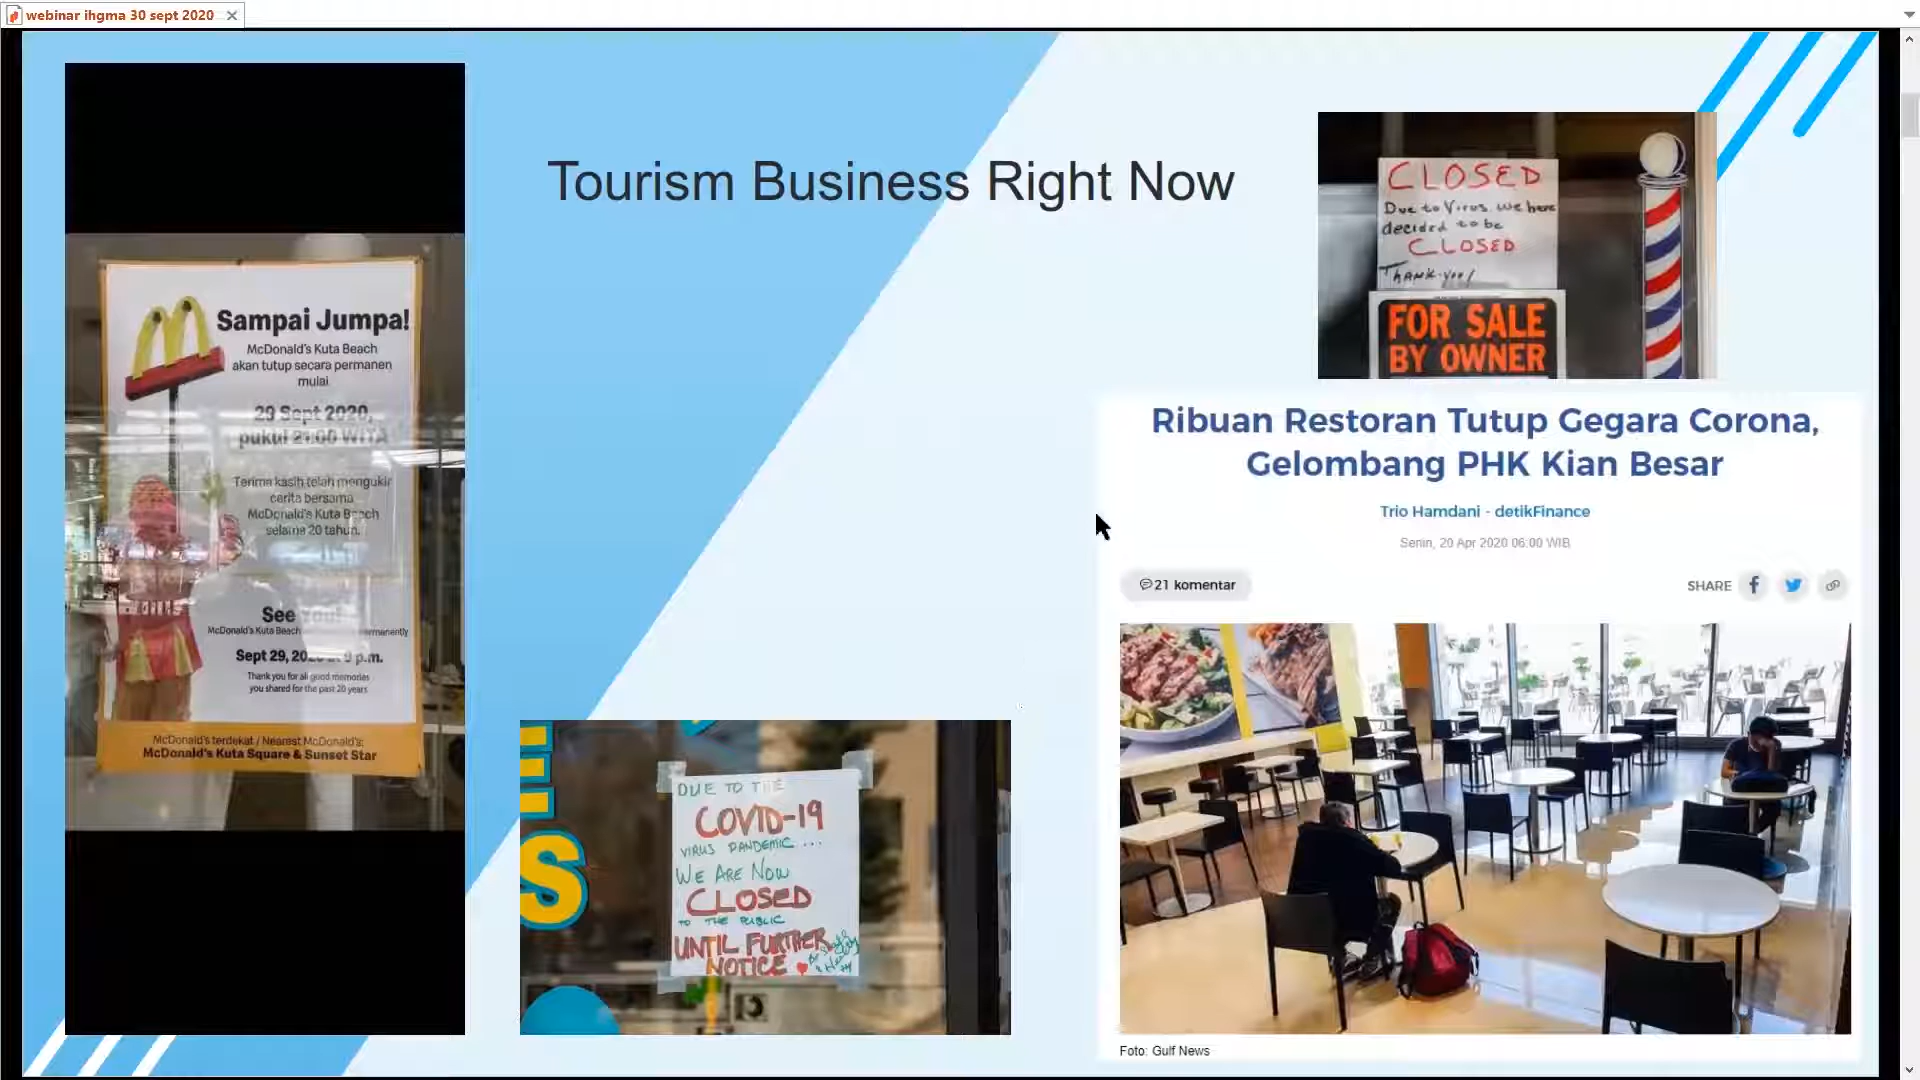 webinar ihgma 30 sept 2020
Tourism Business Right Now
Sampai Jumpa!
McDonald's Kuta Beach
akan tutup secara permanen
mulai
29 Sept 2020,
pukul 21:00 WITA
Terima kasih telah mengukir
cerita bersama
McDonald's Kuta Beach
selama 20 tahun.
See you!
McDonald's Kuta Beach permanently
Sept 29, 9 p.m.
Thank you for all good memories
you shared for the past 20 years
McDonald's terdekat / Nearest McDonald's:
McDonald's Kuta Square & Sunset Star
DUE TO THE
COVID-19
VIRUS PANDEMIC ...
WE ARE NOW
CLOSED
TO THE PUBLIC
UNTIL FURTHER
NOTICE
CLOSED
Due to Virus we have
decided to be
CLOSED
THANK-YOU!
FOR SALE
BY OWNER
Ribuan Restoran Tutup Gegara Corona,
Gelombang PHK Kian Besar
Trio Hamdani - detikFinance
Senin, 20 Apr 2020 06:00 WIB
21 komentar
SHARE
Foto: Gulf News